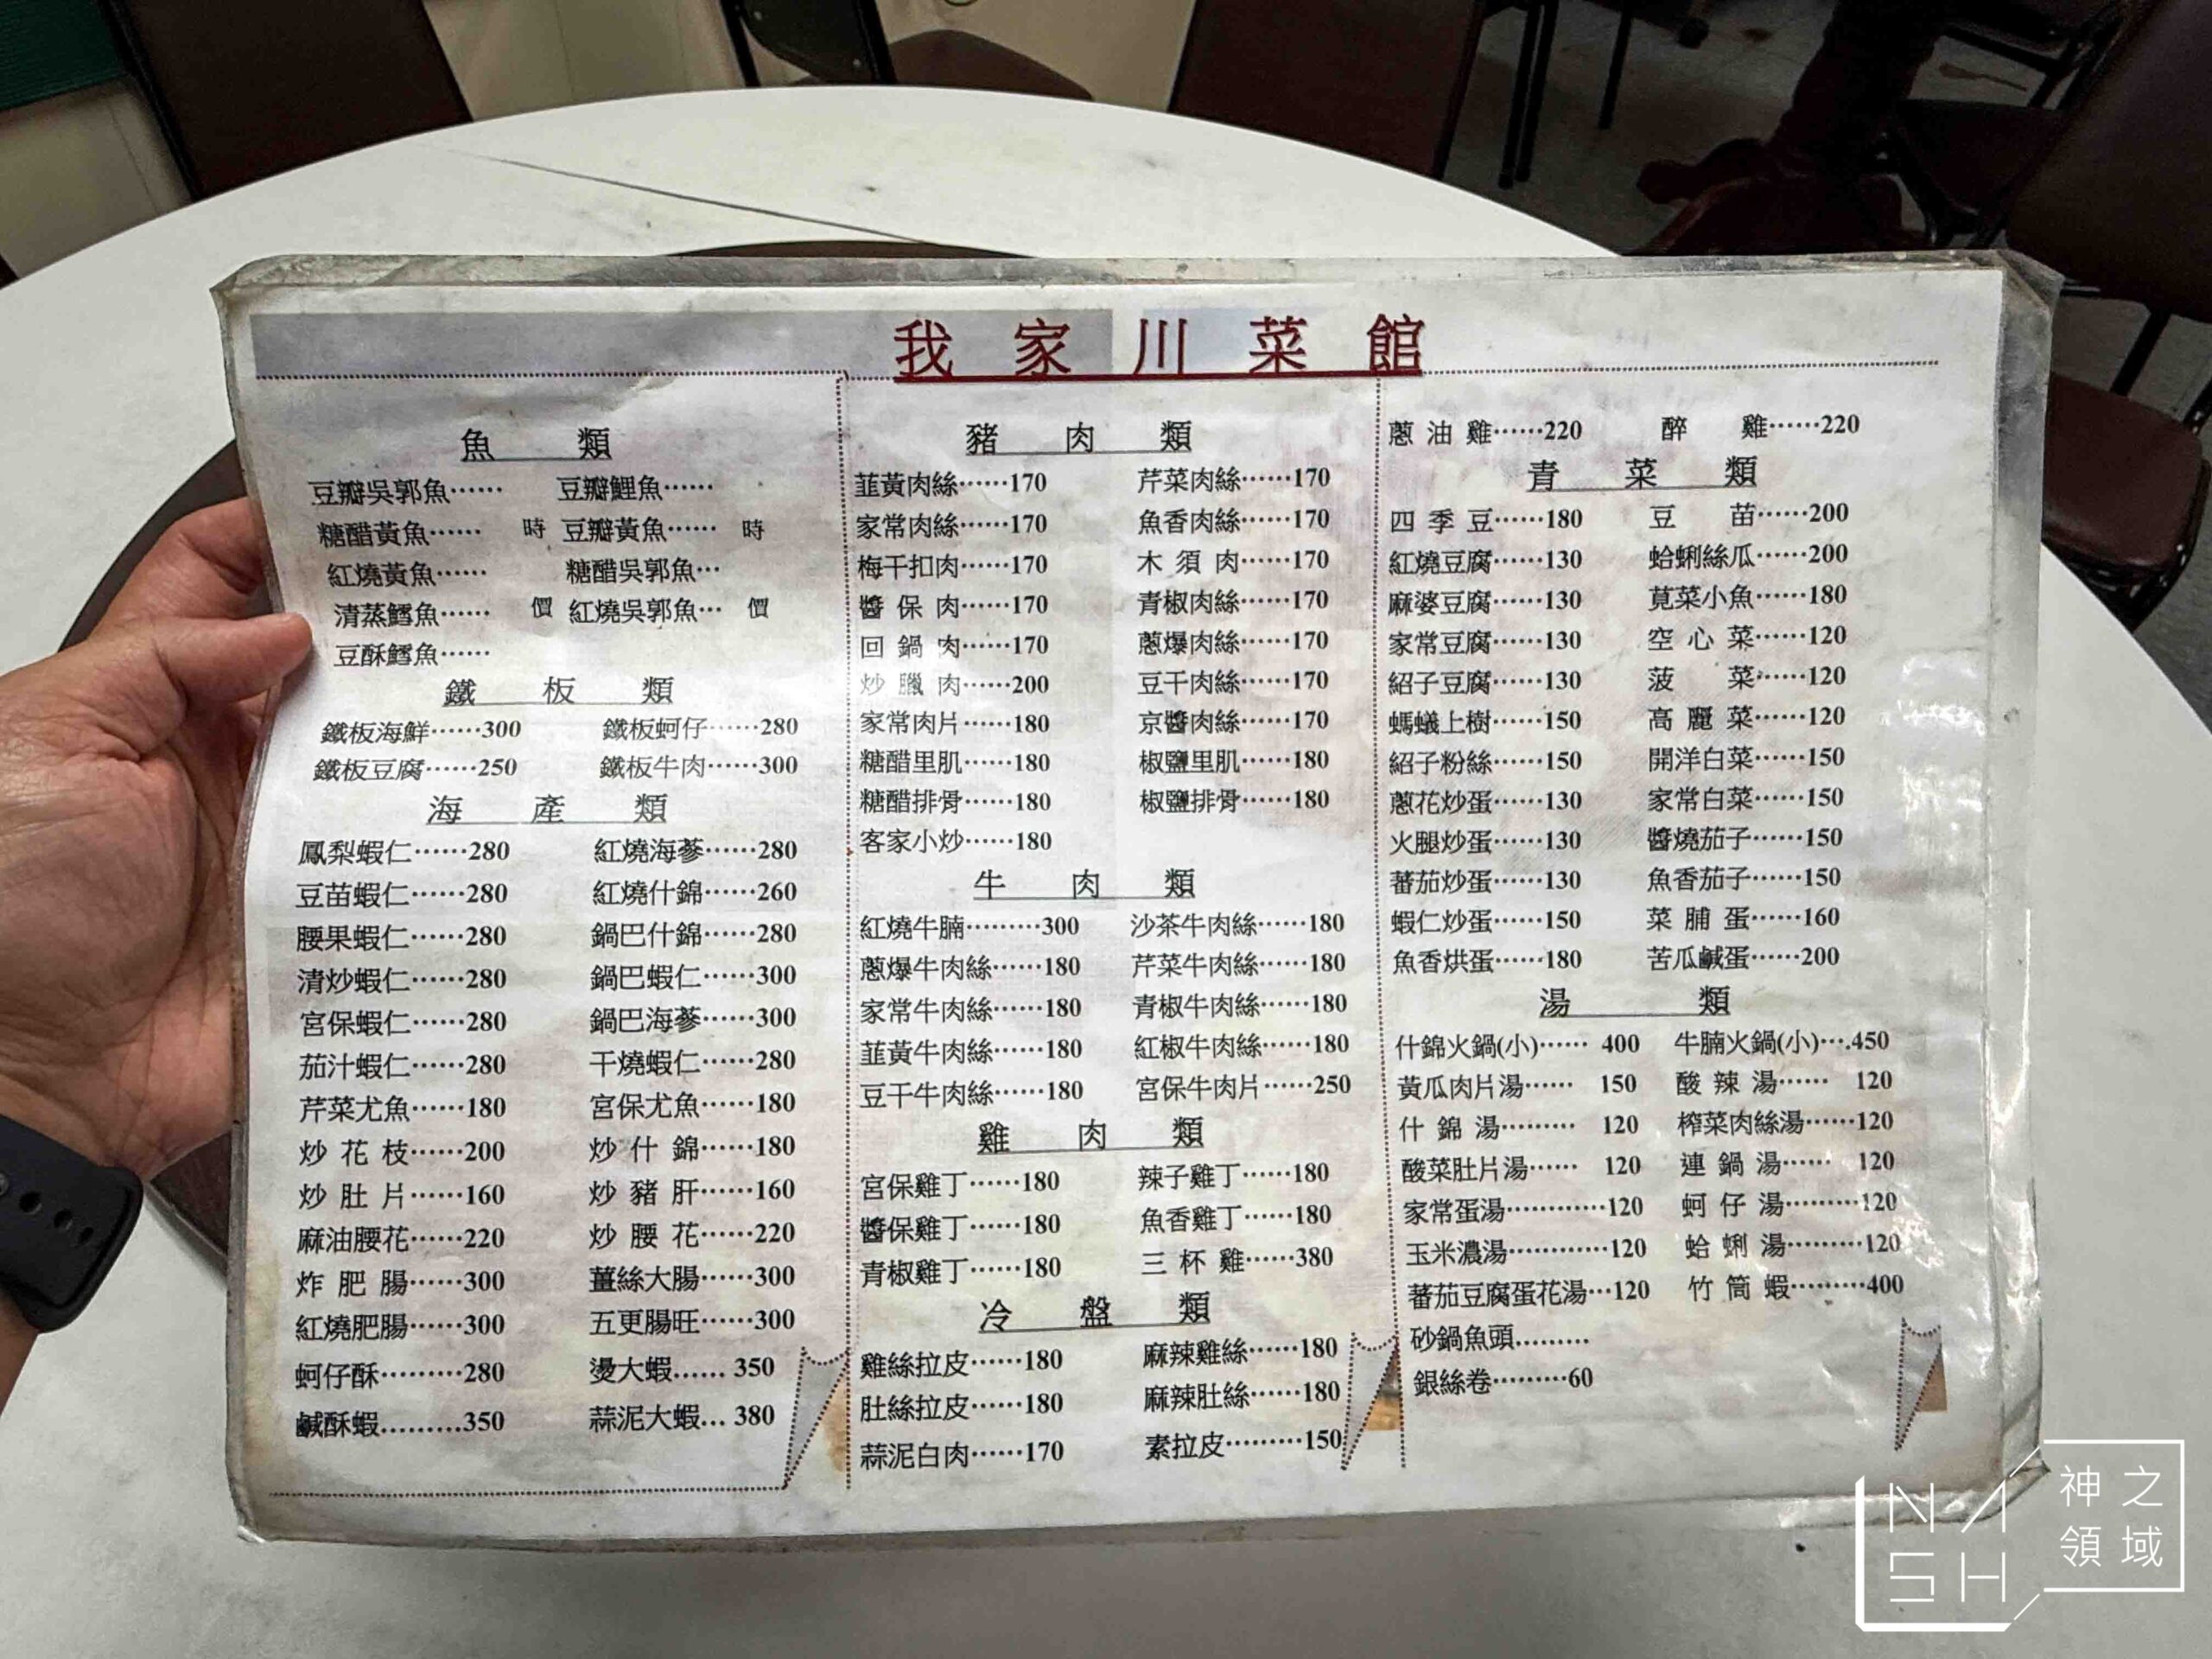 我家川菜館
魚類
豆瓣吳郭魚…… 豆瓣鯉魚……
糖醋黃魚…… 時 豆瓣黃魚…… 時
紅燒黃魚…… 糖醋吳郭魚…
清蒸鱈魚…… 價 紅燒吳郭魚… 價
豆酥鱈魚……
鐵板類
鐵板海鮮……300 鐵板蚵仔……280
鐵板豆腐……250 鐵板牛肉……300
海產類
鳳梨蝦仁……280 紅燒海蔘……280
豆苗蝦仁……280 紅燒什錦……260
腰果蝦仁……280 鍋巴什錦……280
清炒蝦仁……280 鍋巴蝦仁……300
宮保蝦仁……280 鍋巴海蔘……300
茄汁蝦仁……280 干燒蝦仁……280
芹菜尤魚……180 宮保尤魚……180
炒花枝……200 炒什錦……180
炒肚片……160 炒豬肝……160
麻油腰花……220 炒腰花……220
炸肥腸……300 薑絲大腸……300
紅燒肥腸……300 五更腸旺……300
蚵仔酥………280 燙大蝦…… 350
鹹酥蝦………350 蒜泥大蝦… 380
豬肉類
韮黃肉絲……170 芹菜肉絲……170
家常肉絲……170 魚香肉絲……170
梅干扣肉……170 木須肉……170
醬保肉……170 青椒肉絲……170
回鍋肉……170 蔥爆肉絲……170
炒臘肉……200 豆干肉絲……170
家常肉片……180 京醬肉絲……170
糖醋里肌……180 椒鹽里肌……180
糖醋排骨……180 椒鹽排骨……180
客家小炒……180
牛肉類
紅燒牛腩………300 沙茶牛肉絲……180
蔥爆牛肉絲……180 芹菜牛肉絲……180
家常牛肉絲……180 青椒牛肉絲……180
韮黃牛肉絲……180 紅椒牛肉絲……180
豆干牛肉絲……180 宮保牛肉片……250
雞肉類
宮保雞丁……180 辣子雞丁……180
醬保雞丁……180 魚香雞丁……180
青椒雞丁……180 三杯雞……380
冷盤類
雞絲拉皮……180 麻辣雞絲……180
肚絲拉皮……180 麻辣肚絲……180
蒜泥白肉……170 素拉皮………150
蔥油雞……220 醉雞……220
青菜類
四季豆……180 豆苗……200
紅燒豆腐……130 蛤蜊絲瓜……200
麻婆豆腐……130 莧菜小魚……180
家常豆腐……130 空心菜……120
紹子豆腐……130 菠菜……120
螞蟻上樹……150 高麗菜……120
紹子粉絲……150 開洋白菜……150
蔥花炒蛋……130 家常白菜……150
火腿炒蛋……130 醬燒茄子……150
蕃茄炒蛋……130 魚香茄子……150
蝦仁炒蛋……150 菜脯蛋……160
魚香烘蛋……180 苦瓜鹹蛋……200
湯類
什錦火鍋(小)…… 400 牛腩火鍋(小)….450
黃瓜肉片湯…… 150 酸辣湯…… 120
什錦湯……… 120 榨菜肉絲湯……120
酸菜肚片湯…… 120 連鍋湯…… 120
家常蛋湯…………120 蚵仔湯………120
玉米濃湯…………120 蛤蜊湯………120
蕃茄豆腐蛋花湯…120 竹筒蝦………400
砂鍋魚頭………
銀絲卷………60
NASH
神之
領域